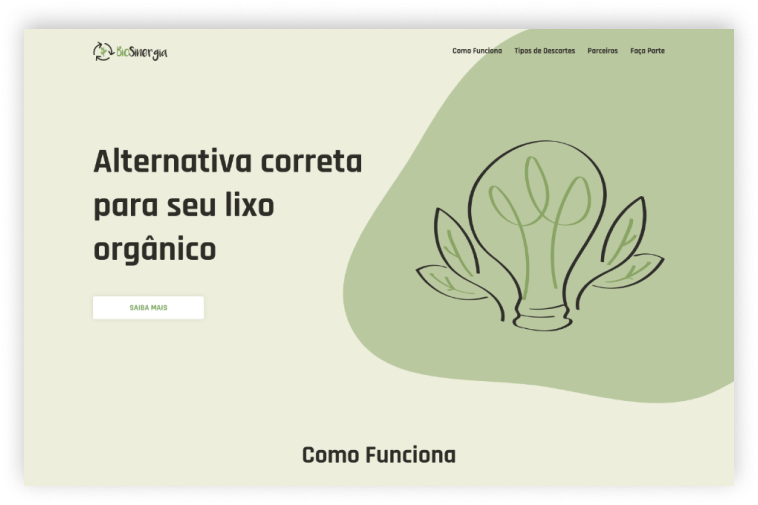 BioSinergia
Como Funciona
Tipos de Descartes
Parceiros
Faça Parte
Alternativa correta
para seu lixo
orgânico
SAIBA MAIS
Como Funciona